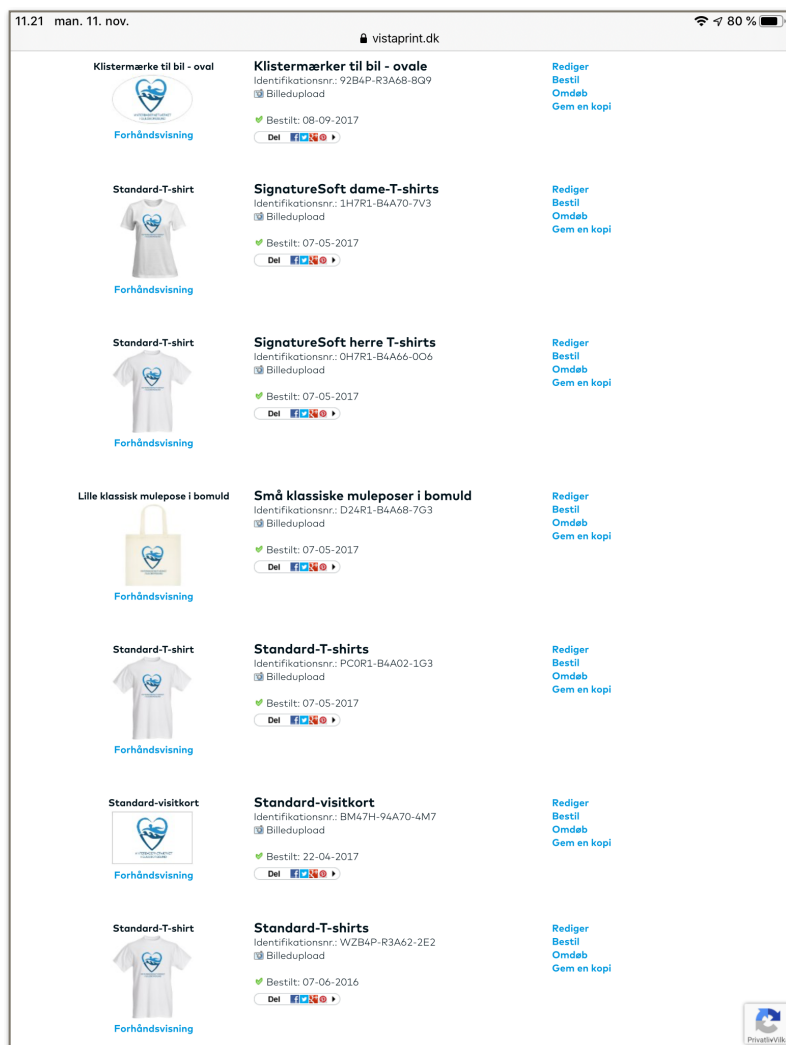 11.21 man. 11. nov.
80 %
vistaprint.dk
Klistermærke til bil - oval
Forhåndsvisning
Klistermærker til bil - ovale
Identifikationsnr.: 92B4P-R3A68-8Q9
Billedupload
Bestilt: 08-09-2017
Del
Rediger
Bestil
Omdøb
Gem en kopi
Standard-T-shirt
Forhåndsvisning
SignatureSoft dame-T-shirts
Identifikationsnr.: 1H7R1-B4A70-7V3
Billedupload
Bestilt: 07-05-2017
Del
Rediger
Bestil
Omdøb
Gem en kopi
Standard-T-shirt
Forhåndsvisning
SignatureSoft herre T-shirts
Identifikationsnr.: 0H7R1-B4A66-0O6
Billedupload
Bestilt: 07-05-2017
Del
Rediger
Bestil
Omdøb
Gem en kopi
Lille klassisk mulepose i bomuld
Forhåndsvisning
Små klassiske muleposer i bomuld
Identifikationsnr.: D24R1-B4A68-7G3
Billedupload
Bestilt: 07-05-2017
Del
Rediger
Bestil
Omdøb
Gem en kopi
Standard-T-shirt
Forhåndsvisning
Standard-T-shirts
Identifikationsnr.: PC0R1-B4A02-1G3
Billedupload
Bestilt: 07-05-2017
Del
Rediger
Bestil
Omdøb
Gem en kopi
Standard-visitkort
Forhåndsvisning
Standard-visitkort
Identifikationsnr.: BM47H-94A70-4M7
Billedupload
Bestilt: 22-04-2017
Del
Rediger
Bestil
Omdøb
Gem en kopi
Standard-T-shirt
Forhåndsvisning
Standard-T-shirts
Identifikationsnr.: WZB4P-R3A62-2E2
Billedupload
Bestilt: 07-06-2016
Del
Rediger
Bestil
Omdøb
Gem en kopi